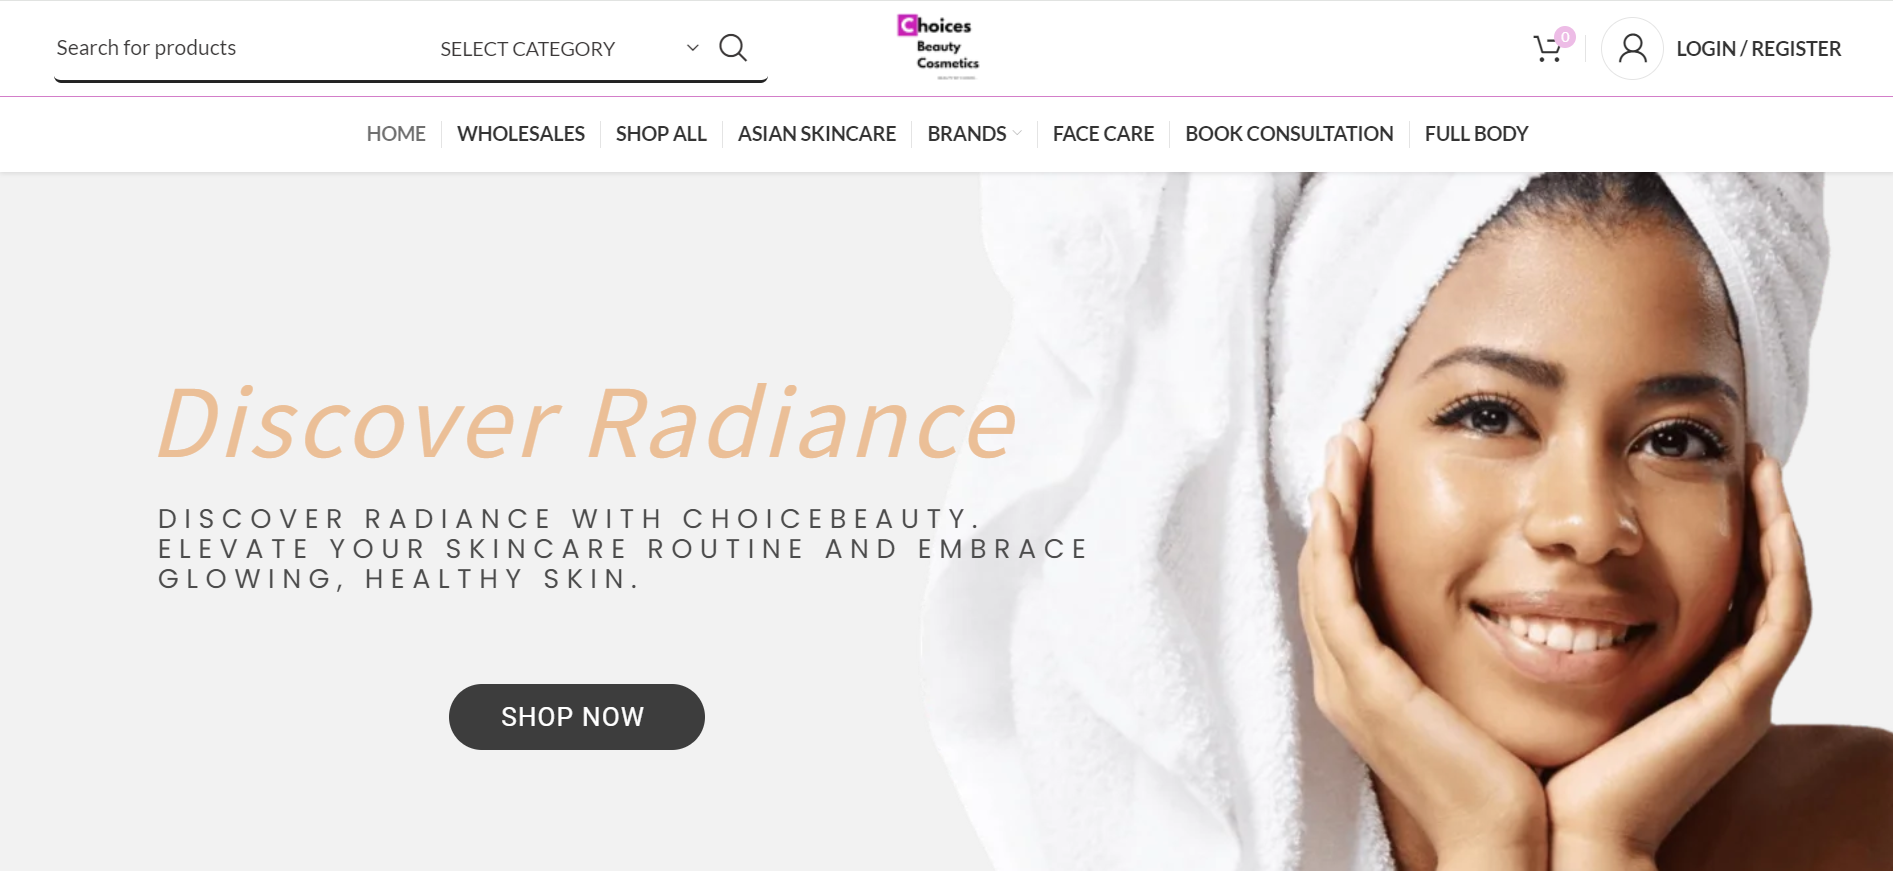 Search for products
SELECT CATEGORY
Choices
Beauty
Cosmetics
0
LOGIN / REGISTER
HOME
WHOLESALES
SHOP ALL
ASIAN SKINCARE
BRANDS
FACE CARE
BOOK CONSULTATION
FULL BODY
Discover Radiance
DISCOVER RADIANCE WITH CHOICEBEAUTY.
ELEVATE YOUR SKINCARE ROUTINE AND EMBRACE
GLOWING, HEALTHY SKIN.
SHOP NOW